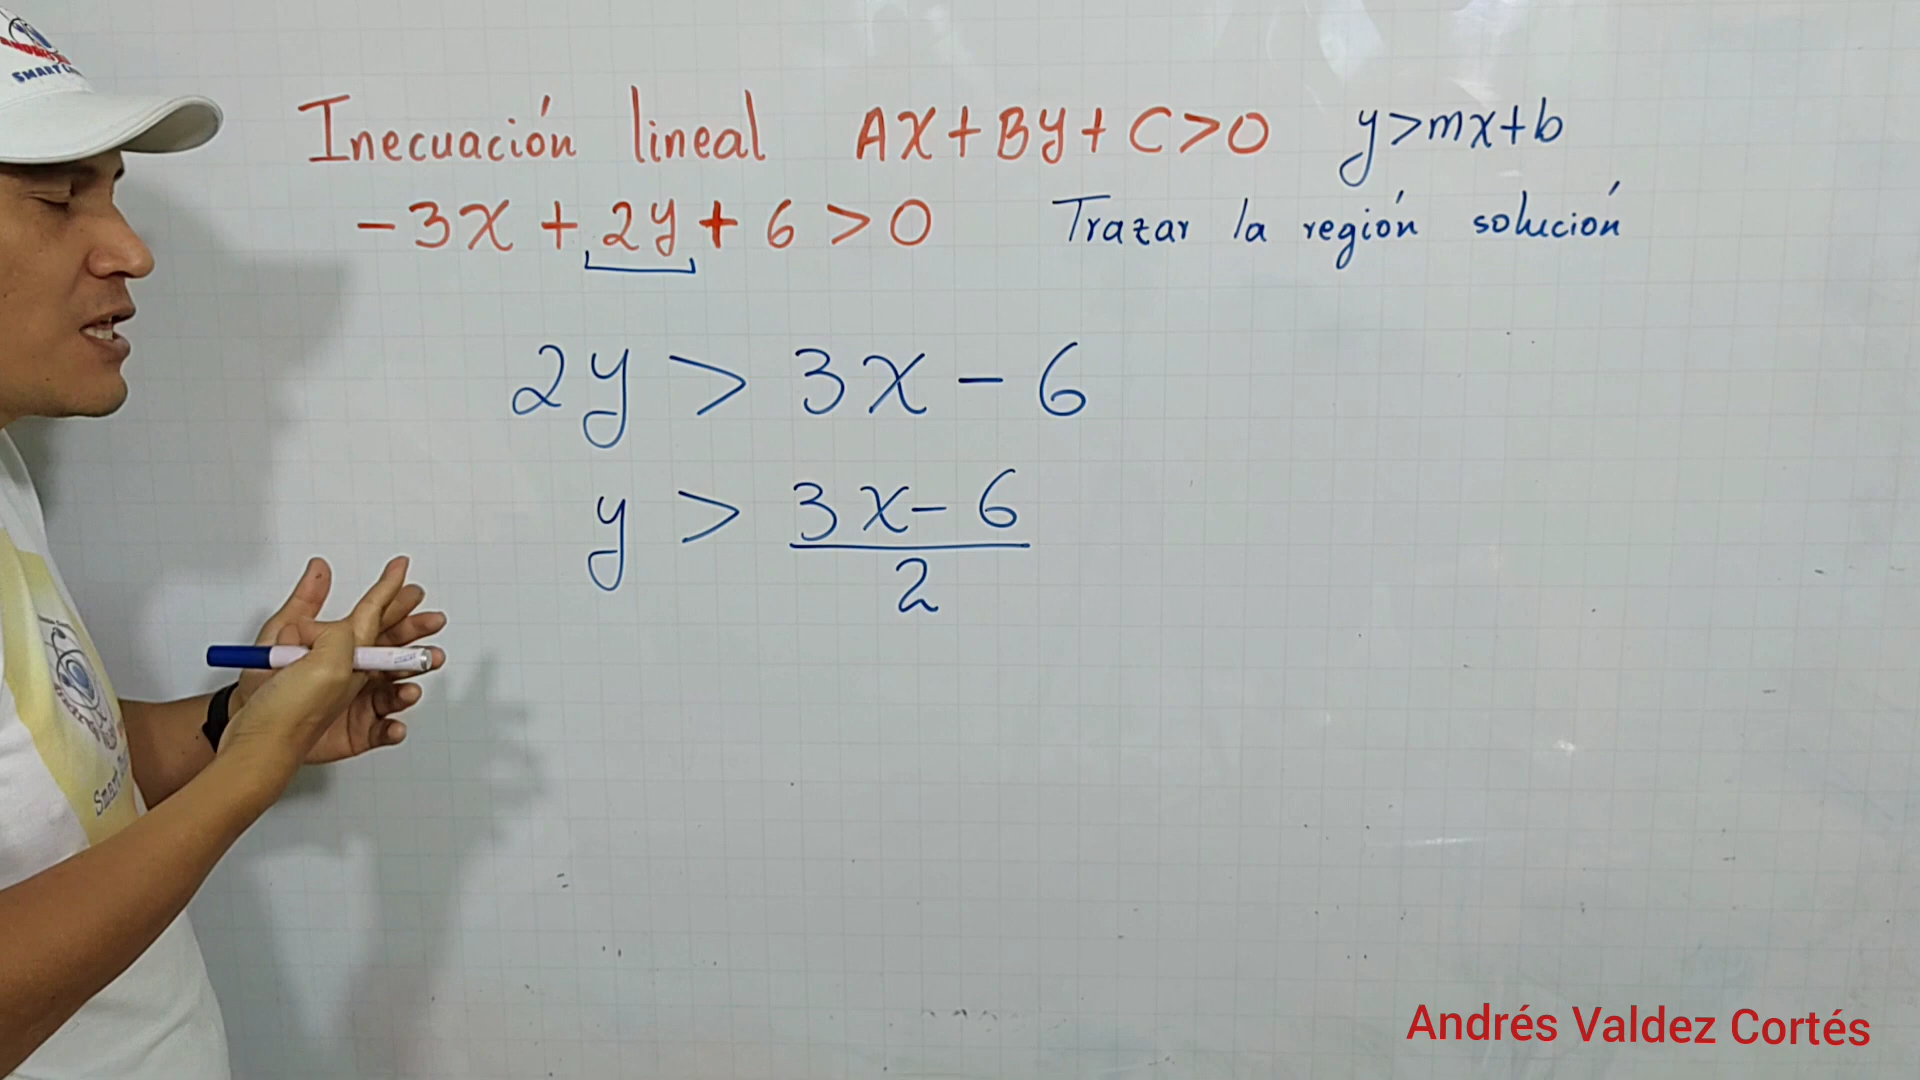 Inecuación lineal AX+BY+C>0 y>mx+b
-3x + 2y + 6 > 0 Trazar la región solución
2y > 3x - 6
y > 3x - 6
2
Andrés Valdez Cortés